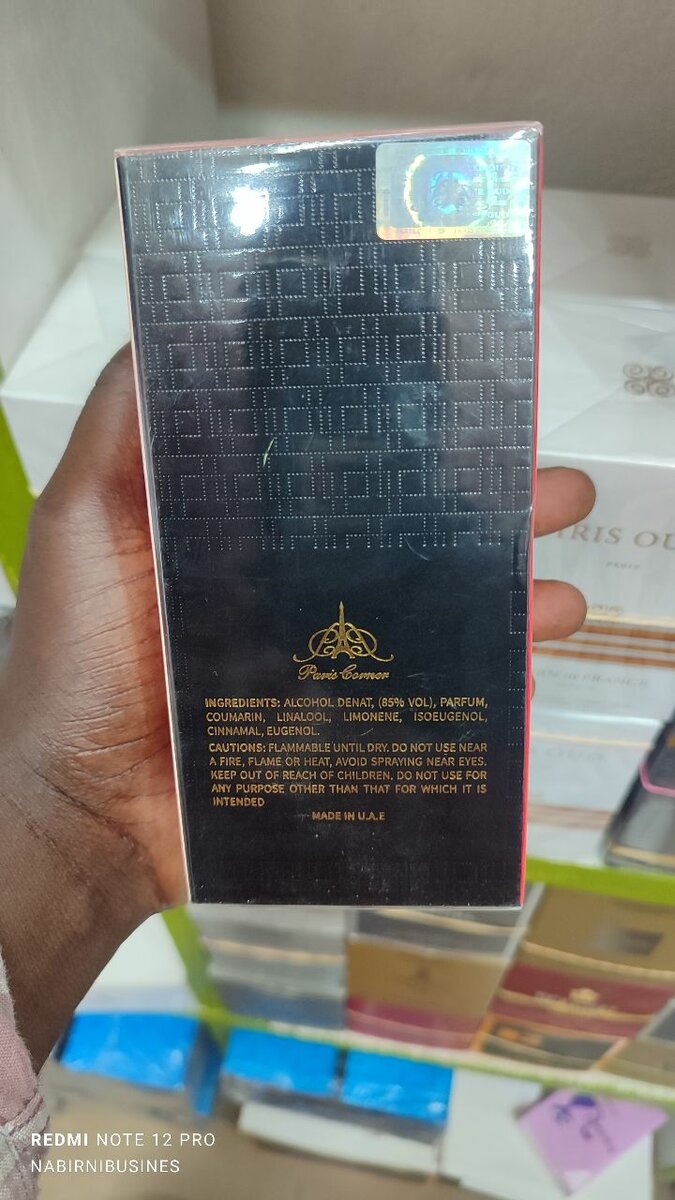 Paris Corner
INGREDIENTS: ALCOHOL DENAT, (85% VOL), PARFUM,
COUMARIN, LINALOOL, LIMONENE, ISOEUGENOL,
CINNAMAL, EUGENOL.
CAUTIONS: FLAMMABLE UNTIL DRY. DO NOT USE NEAR
A FIRE, FLAME OR HEAT, AVOID SPRAYING NEAR EYES.
KEEP OUT OF REACH OF CHILDREN. DO NOT USE FOR
ANY PURPOSE OTHER THAN THAT FOR WHICH IT IS
INTENDED
MADE IN U.A.E
RIS OU
PARIS
REDMI NOTE 12 PRO
NABIRNIBUSINES